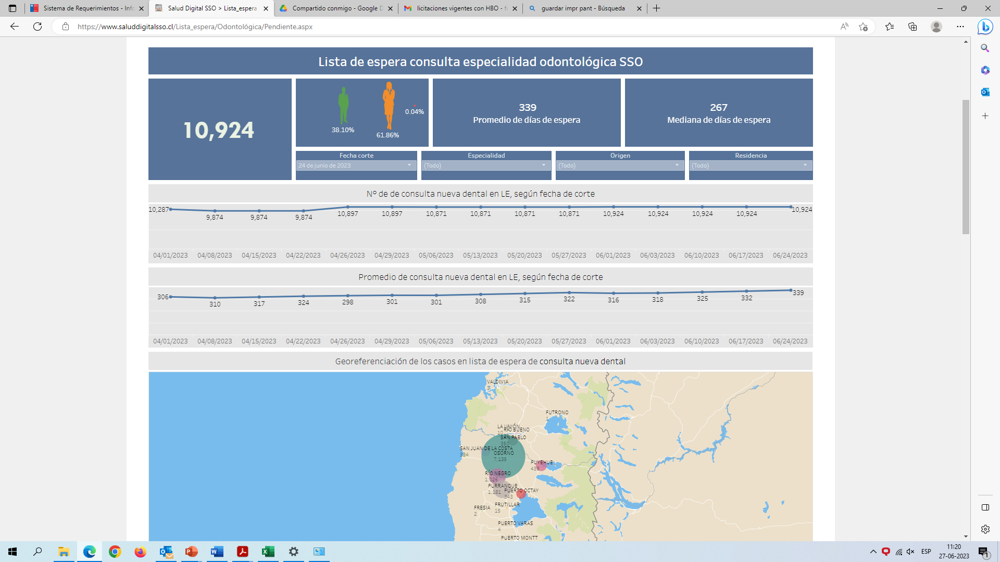 Sistema de Requerimientos - Info
Salud Digital SSO > Lista_espera
Compartido conmigo - Google D
licitaciones vigentes con HBO - fr
guardar impr pant - Búsqueda
https://www.saluddigitalsso.cl/Lista_espera/Odontológica/Pendiente.aspx
Lista de espera consulta especialidad odontológica SSO
10,924
38.10%
61.86%
0.04%
339
Promedio de días de espera
267
Mediana de días de espera
Fecha corte
24 de junio de 2023
Especialidad
(Todo)
Origen
(Todo)
Residencia
(Todo)
Nº de de consulta nueva dental en LE, según fecha de corte
10,287 9,874 9,874 9,874 10,897 10,897 10,871 10,871 10,871 10,871 10,924 10,924 10,924 10,924 10,924
04/01/2023 04/08/2023 04/15/2023 04/22/2023 04/26/2023 04/29/2023 05/06/2023 05/13/2023 05/20/2023 05/27/2023 06/01/2023 06/03/2023 06/10/2023 06/17/2023 06/24/2023
Promedio de consulta nueva dental en LE, según fecha de corte
306 310 317 324 298 301 301 308 315 322 316 318 325 332 339
04/01/2023 04/08/2023 04/15/2023 04/22/2023 04/26/2023 04/29/2023 05/06/2023 05/13/2023 05/20/2023 05/27/2023 06/01/2023 06/03/2023 06/10/2023 06/17/2023 06/24/2023
Georeferenciación de los casos en lista de espera de consulta nueva dental
VALDIVIA
3
FUTRONO
1
LA UNIÓN
RÍO BUENO
SAN PABLO
350
SAN JUAN DE LA COSTA
384
OSORNO
7,135
PUYEHUE
438
RÍO NEGRO
1,026
PURRANQUE
1,181
PUERTO OCTAY
343
FRESIA
2
FRUTILLAR
15
PUERTO VARAS
4
PUERTO MONTT
ESP
11:20
27-06-2023
1